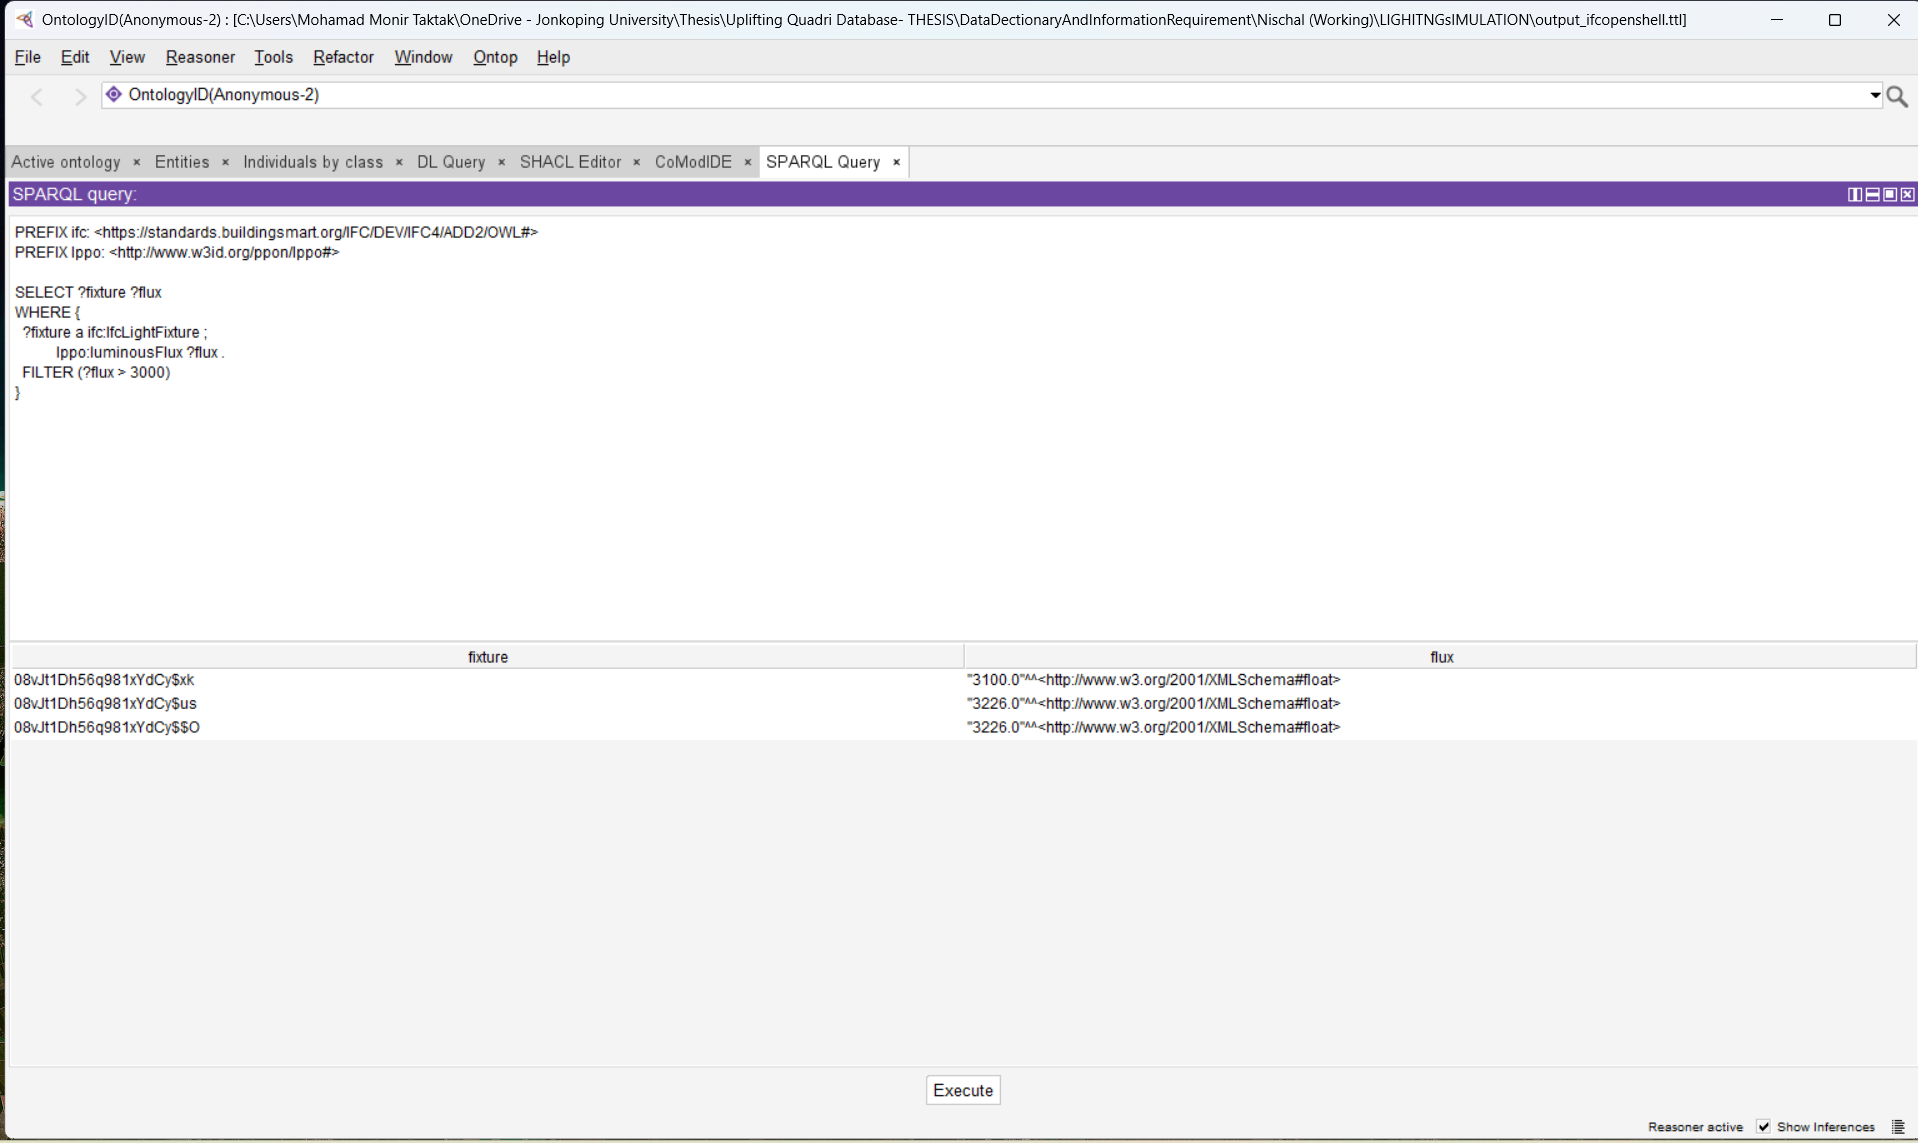 OntologyID(Anonymous-2) : [C:\Users\Mohamad Monir Taktak\OneDrive - Jonkoping University\Thesis\Uplifting Quadri Database- THESIS\DataDectionaryAndInformationRequirement\Nischal (Working)\LIGHITNGsIMULATION\output_ifcopenshell.ttl]
File Edit View Reasoner Tools Refactor Window Ontop Help
OntologyID(Anonymous-2)
Active ontology × Entities × Individuals by class × DL Query × SHACL Editor × CoModIDE × SPARQL Query ×
SPARQL query:
PREFIX ifc: <https://standards.buildingsmart.org/IFC/DEV/IFC4/ADD2/OWL#>
PREFIX lppo: <http://www.w3id.org/ppon/lppo#>
SELECT ?fixture ?flux
WHERE {
?fixture a ifc:IfcLightFixture ;
lppo:luminousFlux ?flux .
FILTER (?flux > 3000)
}
fixture flux
08vJt1Dh56q981xYdCy$xk "3100.0"^^<http://www.w3.org/2001/XMLSchema#float>
08vJt1Dh56q981xYdCy$us "3226.0"^^<http://www.w3.org/2001/XMLSchema#float>
08vJt1Dh56q981xYdCy$$O "3226.0"^^<http://www.w3.org/2001/XMLSchema#float>
Execute
Reasoner active Show Inferences